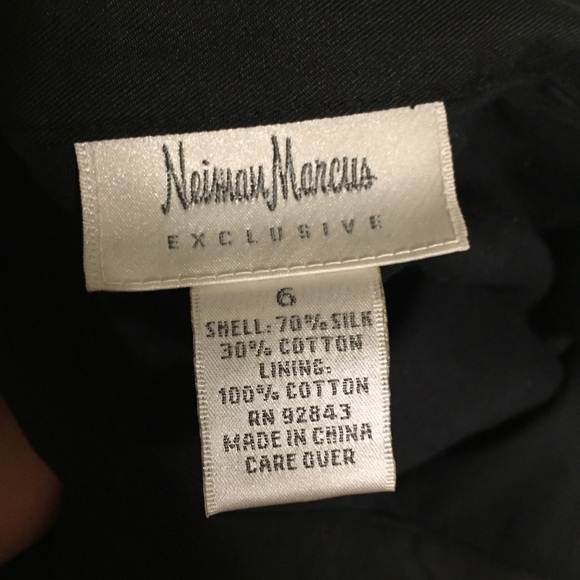 Neiman Marcus
EXCLUSIVE
6
SHELL: 70% SILK
30% COTTON
LINING:
100% COTTON
RN 92843
MADE IN CHINA
CARE OVER